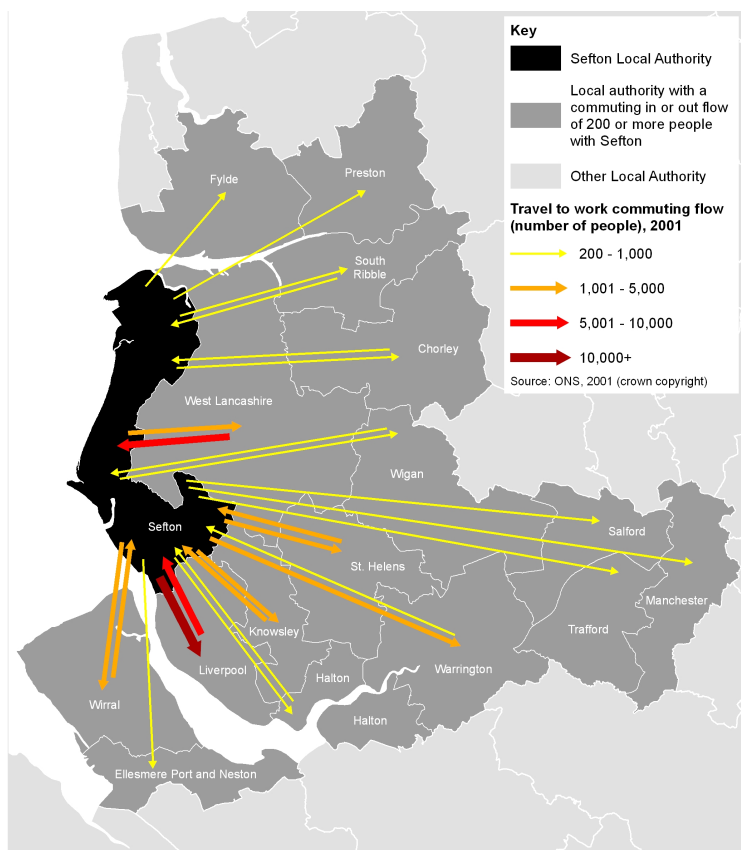 Key
Sefton Local Authority
Local authority with a
commuting in or out flow
of 200 or more people
with Sefton
Other Local Authority
Travel to work commuting flow
(number of people), 2001
200 - 1,000
1,001 - 5,000
5,001 - 10,000
10,000+
Source: ONS, 2001 (crown copyright)
Fylde
Preston
South
Ribble
Chorley
West Lancashire
Wigan
Sefton
Salford
St. Helens
Manchester
Knowsley
Trafford
Liverpool
Halton
Warrington
Wirral
Halton
Ellesmere Port and Neston